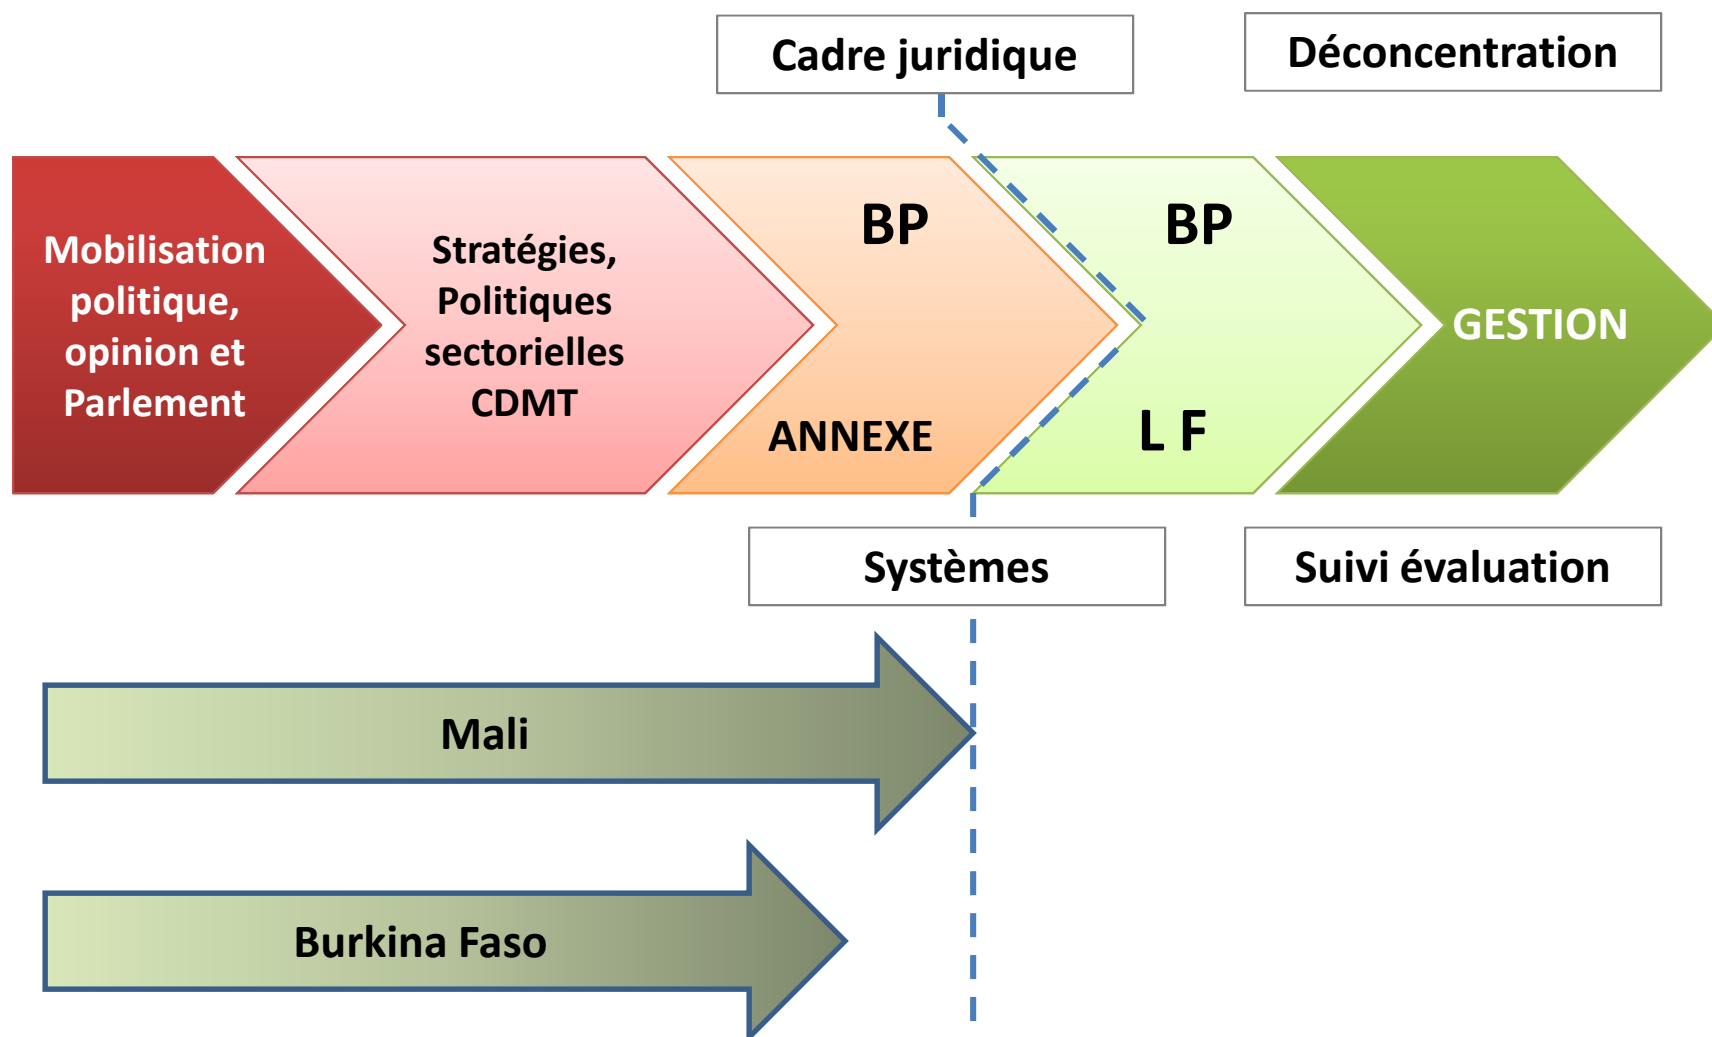 Cadre juridique
Déconcentration
Mobilisation
politique,
opinion et
Parlement
Stratégies,
Politiques
sectorielles
CDMT
BP
ANNEXE
BP
L F
GESTION
Systèmes
Suivi évaluation
Mali
Burkina Faso